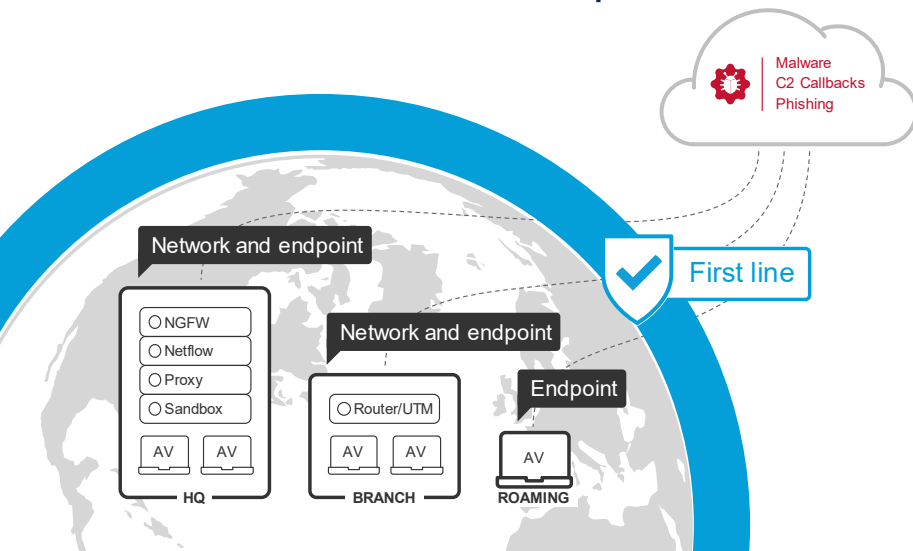 Malware
C2 Callbacks
Phishing
Network and endpoint
First line
NGFW
Netflow
Proxy
Sandbox
AV AV
HQ
Network and endpoint
Router/UTM
AV AV
BRANCH
Endpoint
AV
ROAMING